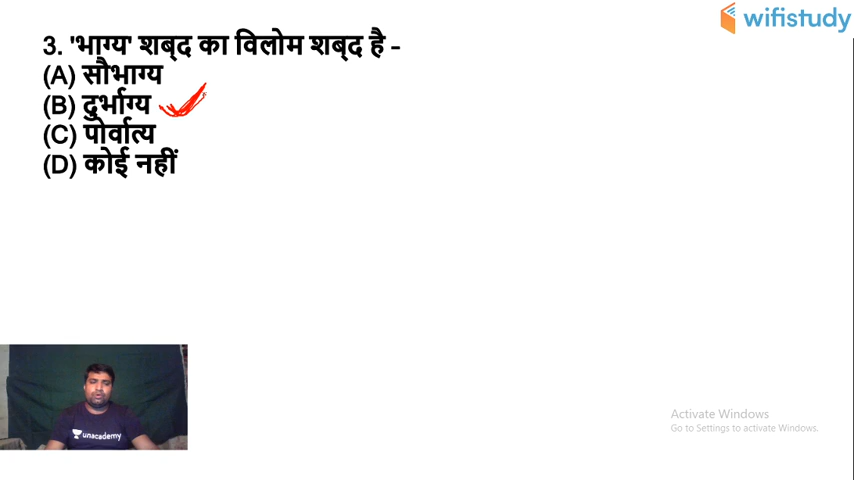 wifistudy
3. 'भाग्य' शब्द का विलोम शब्द है -
(A) सौभाग्य
(B) दुर्भाग्य
(C) पोर्वात्य
(D) कोई नहीं
unacademy
Activate Windows
Go to Settings to activate Windows.